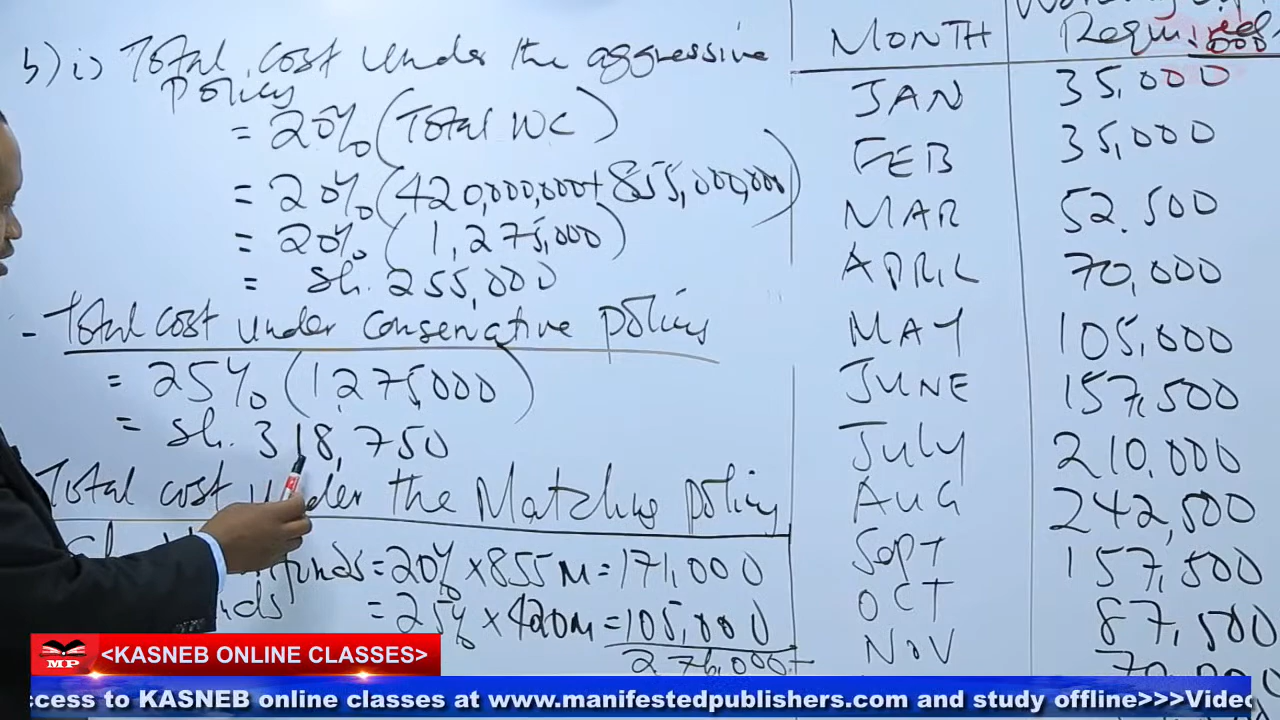 b) i) Total cost under the aggressive
Policy
= 20% (Total WC)
= 20% (420,000,000 + 855,000,000)
= 20% (1,275,000)
= Sh. 255,000
- Total cost under conservative policy
= 25% (1,275,000)
= Sh. 318,750
Total cost under the Matching policy
funds = 20% × 855M = 171,000
= 25% × 420M = 105,000
276,000
MONTH Required
000
JAN 35,000
FEB 35,000
MAR 52.500
APRIL 70,000
MAY 105,000
JUNE 157,500
July 210,000
AUG 242,500
Sept 157,500
OCT 87,500
NOV
MP <KASNEB ONLINE CLASSES>
ccess to KASNEB online classes at www.manifestedpublishers.com and study offline>>>Video